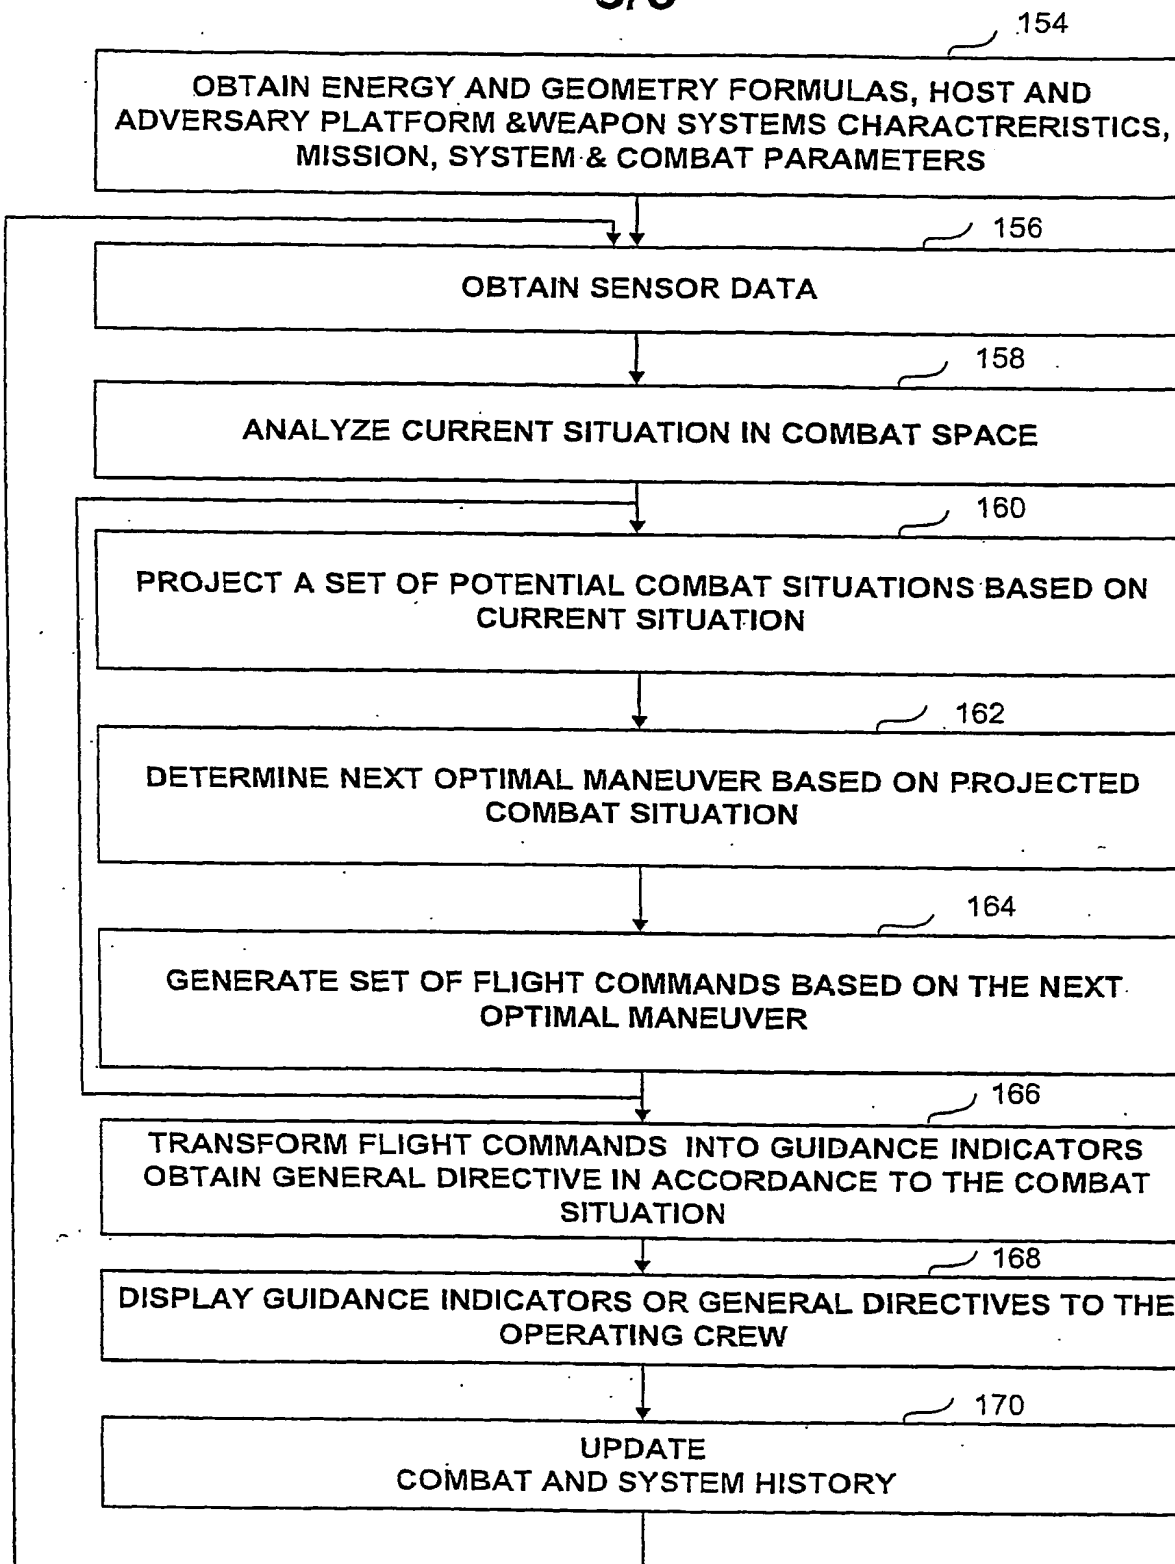 154
OBTAIN ENERGY AND GEOMETRY FORMULAS, HOST AND
ADVERSARY PLATFORM &WEAPON SYSTEMS CHARACTRERISTICS,
MISSION, SYSTEM & COMBAT PARAMETERS
156
OBTAIN SENSOR DATA
158
ANALYZE CURRENT SITUATION IN COMBAT SPACE
160
PROJECT A SET OF POTENTIAL COMBAT SITUATIONS BASED ON
CURRENT SITUATION
162
DETERMINE NEXT OPTIMAL MANEUVER BASED ON PROJECTED
COMBAT SITUATION
164
GENERATE SET OF FLIGHT COMMANDS BASED ON THE NEXT
OPTIMAL MANEUVER
166
TRANSFORM FLIGHT COMMANDS INTO GUIDANCE INDICATORS
OBTAIN GENERAL DIRECTIVE IN ACCORDANCE TO THE COMBAT
SITUATION
168
DISPLAY GUIDANCE INDICATORS OR GENERAL DIRECTIVES TO THE
OPERATING CREW
170
UPDATE
COMBAT AND SYSTEM HISTORY